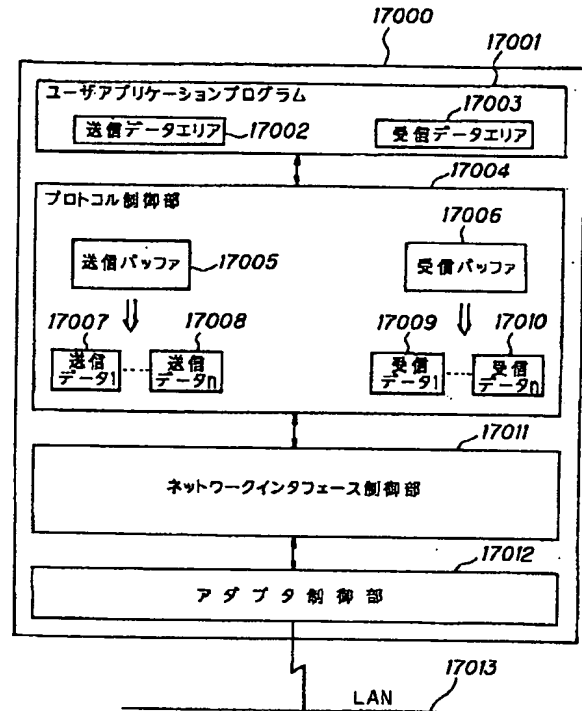 17000
17001
ユーザアプリケーションプログラム
17003
送信データエリア
17002
受信データエリア
17004
プロトコル制御部
17006
送信バッファ
17005
受信バッファ
17007
17008
17009
17010
送信
データ1
送信
データn
受信
データ1
受信
データn
17011
ネットワークインタフェース制御部
17012
アダプタ制御部
LAN
17013